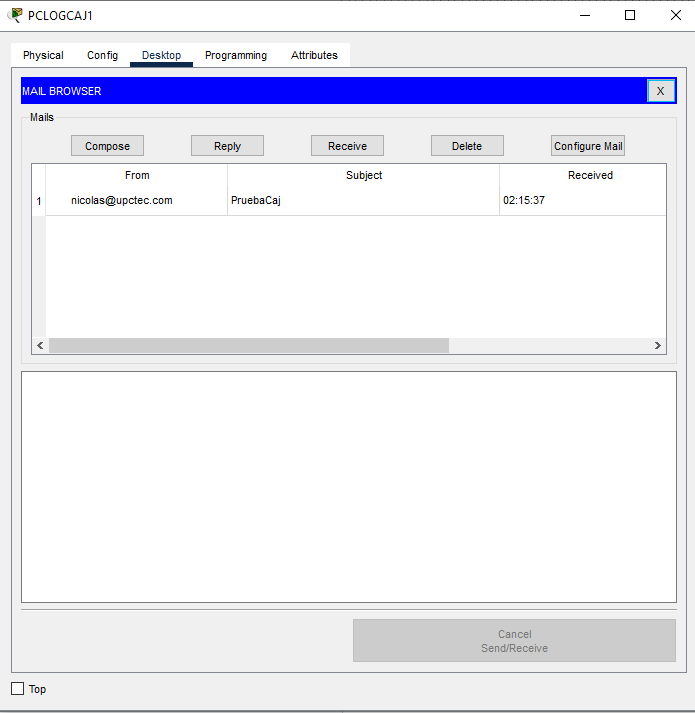 PCLOGCAJ1
Physical Config Desktop Programming Attributes
MAIL BROWSER X
Mails
Compose Reply Receive Delete Configure Mail
From Subject Received
1 nicolas@upctec.com PruebaCaj 02:15:37
Cancel
Send/Receive
Top